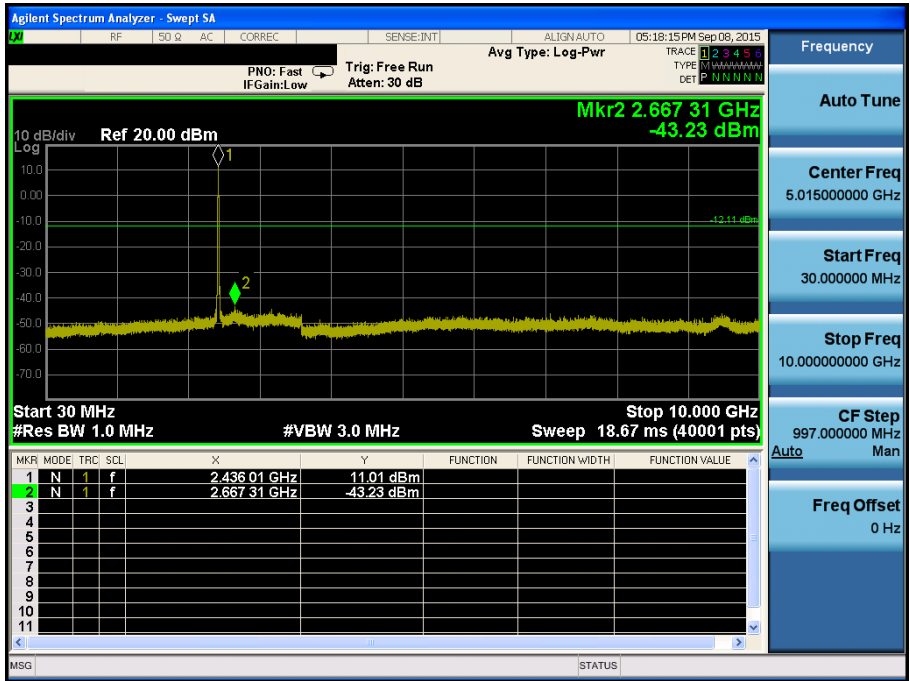 Agilent Spectrum Analyzer - Swept SA
LXI RF 50 Ω AC CORREC SENSE:INT ALIGN AUTO 05:18:15 PM Sep 08, 2015
Avg Type: Log-Pwr
TRACE 1 2 3 4 5 6
TYPE M
DET P N N N N N
PNO: Fast
IFGain:Low
Trig: Free Run
Atten: 30 dB
Frequency
Mkr2 2.667 31 GHz
-43.23 dBm
10 dB/div Ref 20.00 dBm
Log
1
10.0
0.00
-10.0
-12.11 dBm
-20.0
-30.0
2
-40.0
-50.0
-60.0
-70.0
Start 30 MHz Stop 10.000 GHz
#Res BW 1.0 MHz #VBW 3.0 MHz Sweep 18.67 ms (40001 pts)
MKR MODE TRC SCL X Y FUNCTION FUNCTION WIDTH FUNCTION VALUE
1 N 1 f 2.436 01 GHz 11.01 dBm
2 N 1 f 2.667 31 GHz -43.23 dBm
3
4
5
6
7
8
9
10
11
MSG STATUS
Auto Tune
Center Freq
5.015000000 GHz
Start Freq
30.000000 MHz
Stop Freq
10.000000000 GHz
CF Step
997.000000 MHz
Auto Man
Freq Offset
0 Hz